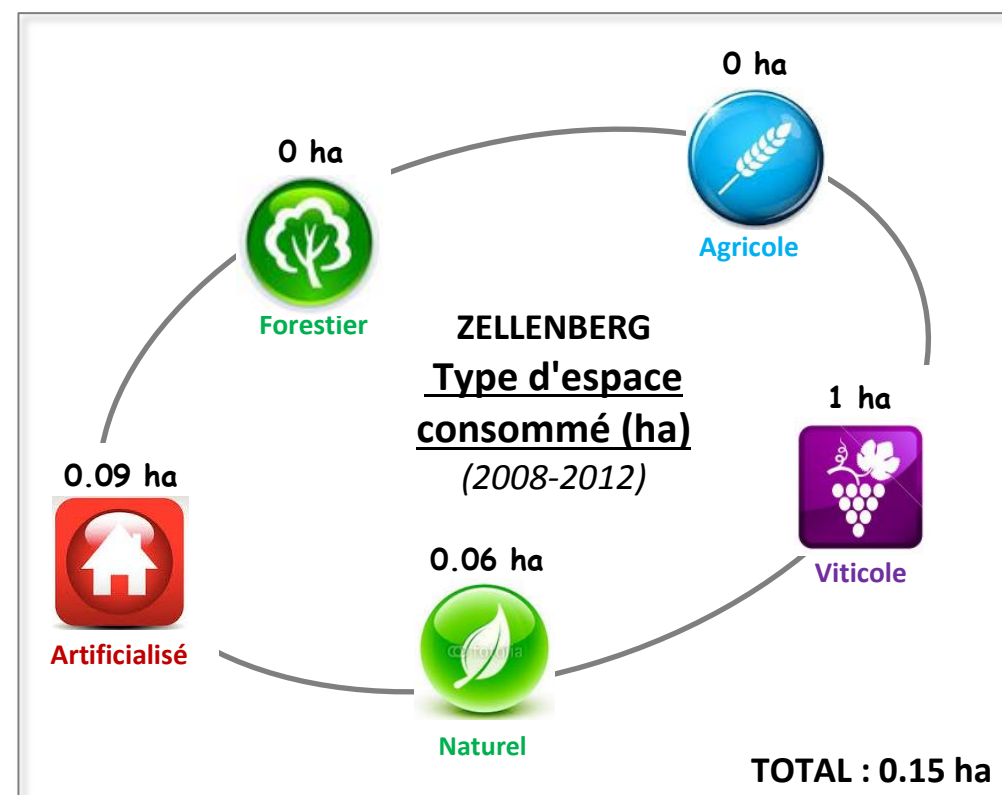 0 ha
Agricole
0 ha
Forestier
ZELLENBERG
Type d'espace
consommé (ha)
(2008-2012)
1 ha
Viticole
0.09 ha
Artificialisé
0.06 ha
Naturel
TOTAL : 0.15 ha